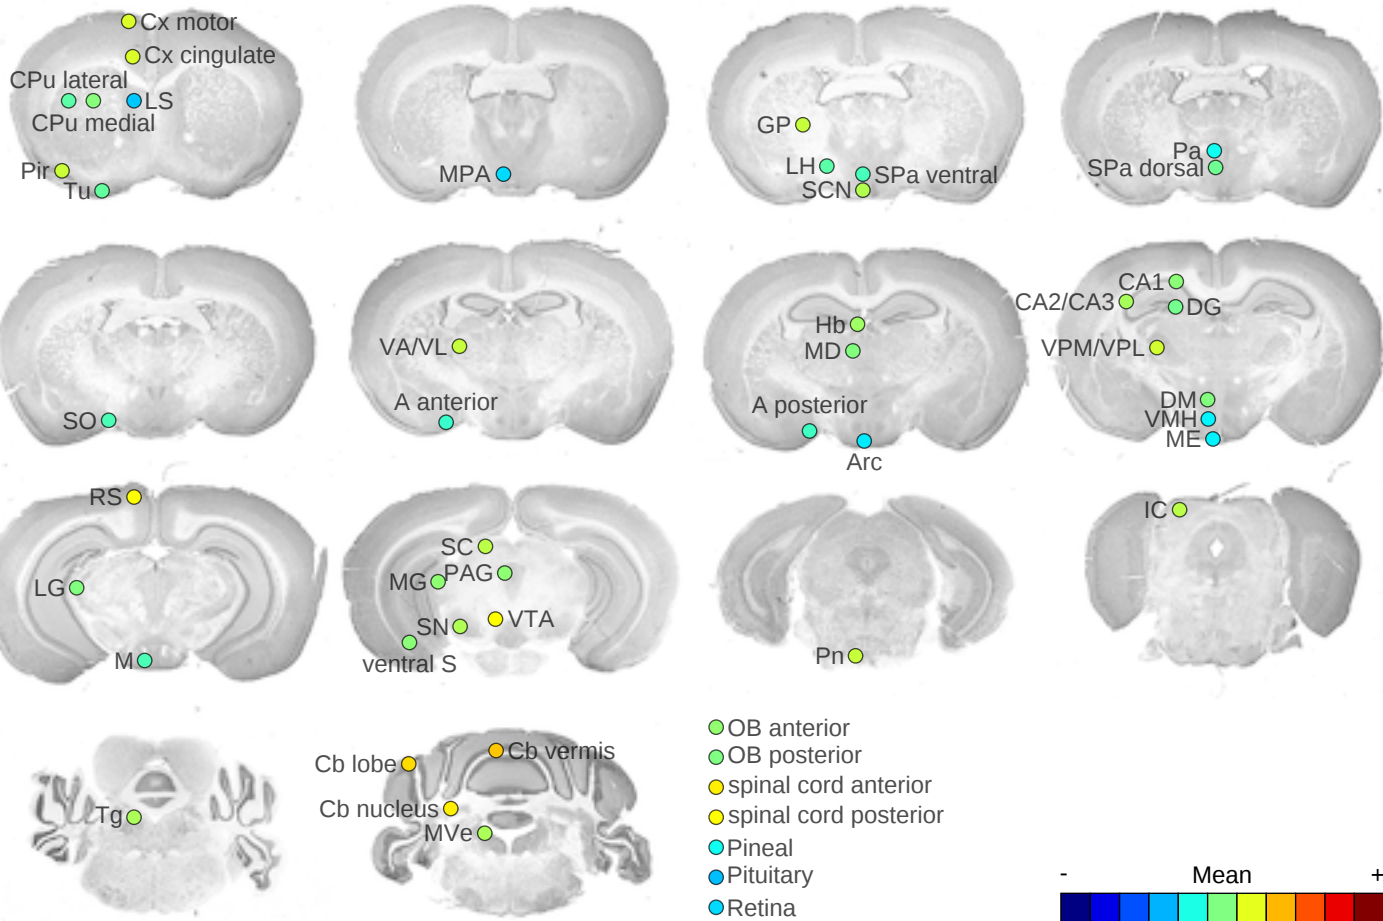 Cx motor
Cx cingulate
CPu lateral
LS
CPu medial
Pir
Tu
MPA
GP
LH
SPa ventral
SCN
Pa
SPa dorsal
SO
VA/VL
A anterior
Hb
MD
A posterior
Arc
CA1
CA2/CA3
DG
VPM/VPL
DM
VMH
ME
RS
LG
M
SC
MG
PAG
SN
VTA
ventral S
Pn
IC
Tg
Cb lobe
Cb vermis
Cb nucleus
MVe
OB anterior
OB posterior
spinal cord anterior
spinal cord posterior
Pineal
Pituitary
Retina
- Mean +